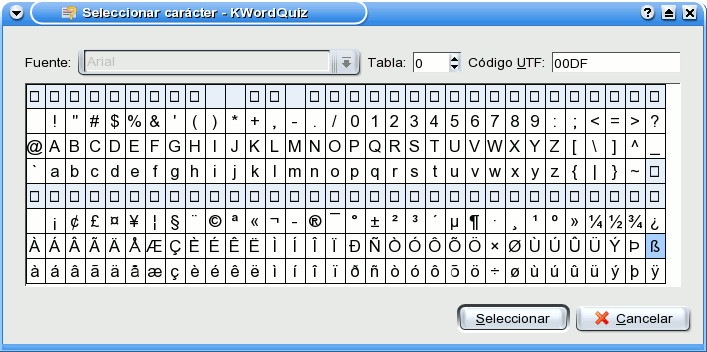 Seleccionar carácter - KWordQuiz
Fuente: Arial Tabla: 0 Código UTF: 00DF
! " # $ % & ' ( ) * + , - . / 0 1 2 3 4 5 6 7 8 9 : ; < = > ?
@ A B C D E F G H I J K L M N O P Q R S T U V W X Y Z [ \ ] ^ _
` a b c d e f g h i j k l m n o p q r s t u v w x y z { | } ~
¡ ¢ £ ¤ ¥ ¦ § ¨ © ª « ¬ - ® ¯ ° ± ² ³ ´ µ ¶ · ¸ ¹ º » ¼ ½ ¾ ¿
À Á Â Ã Ä Å Æ Ç È É Ê Ë Ì Í Î Ï Ð Ñ Ò Ó Ô Õ Ö × Ø Ù Ú Û Ü Ý Þ ß
à á â ã ä å æ ç è é ê ë ì í î ï ð ñ ò ó ô õ ö ÷ ø ù ú û ü ý þ ÿ
Seleccionar Cancelar